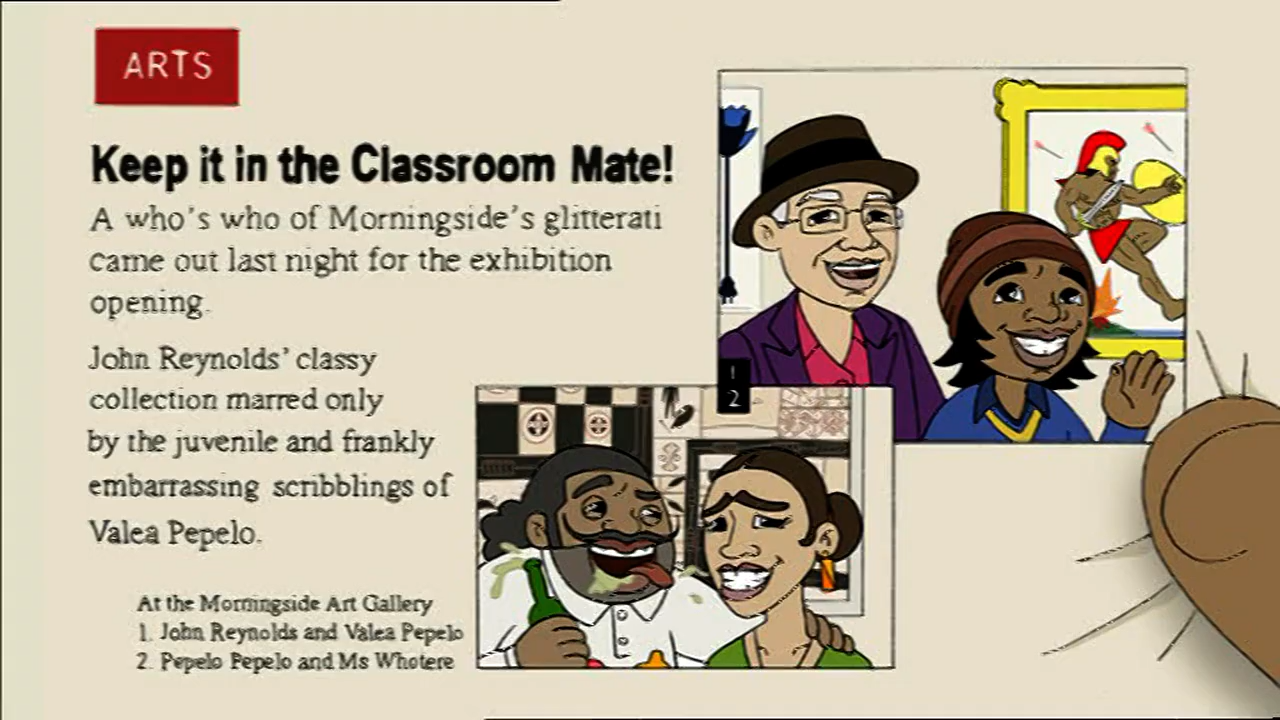 ARTS
Keep it in the Classroom Mate!
A who's who of Morningside's glitterati
came out last night for the exhibition
opening.
John Reynolds' classy
collection marred only
by the juvenile and frankly
embarrassing scribblings of
Valea Pepelo.
At the Morningside Art Gallery
1. John Reynolds and Valea Pepelo
2. Pepelo Pepelo and Ms Whotere
1
2